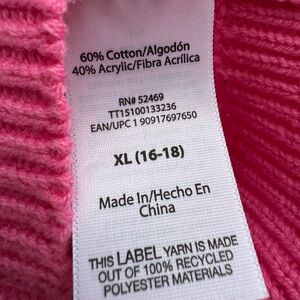 60% Cotton/Algodón
40% Acrylic/Fibra Acrílica
RN# 52469
TT15100133236
EAN/UPC 1 90917697650
XL (16-18)
Made In/Hecho En
China
THIS LABEL YARN IS MADE
OUT OF 100% RECYCLED
POLYESTER MATERIALS